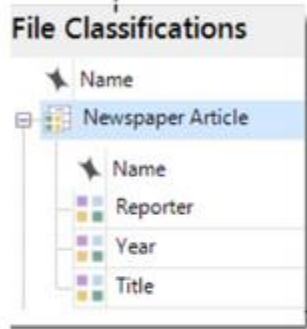 File Classifications
Name
Newspaper Article
Name
Reporter
Year
Title